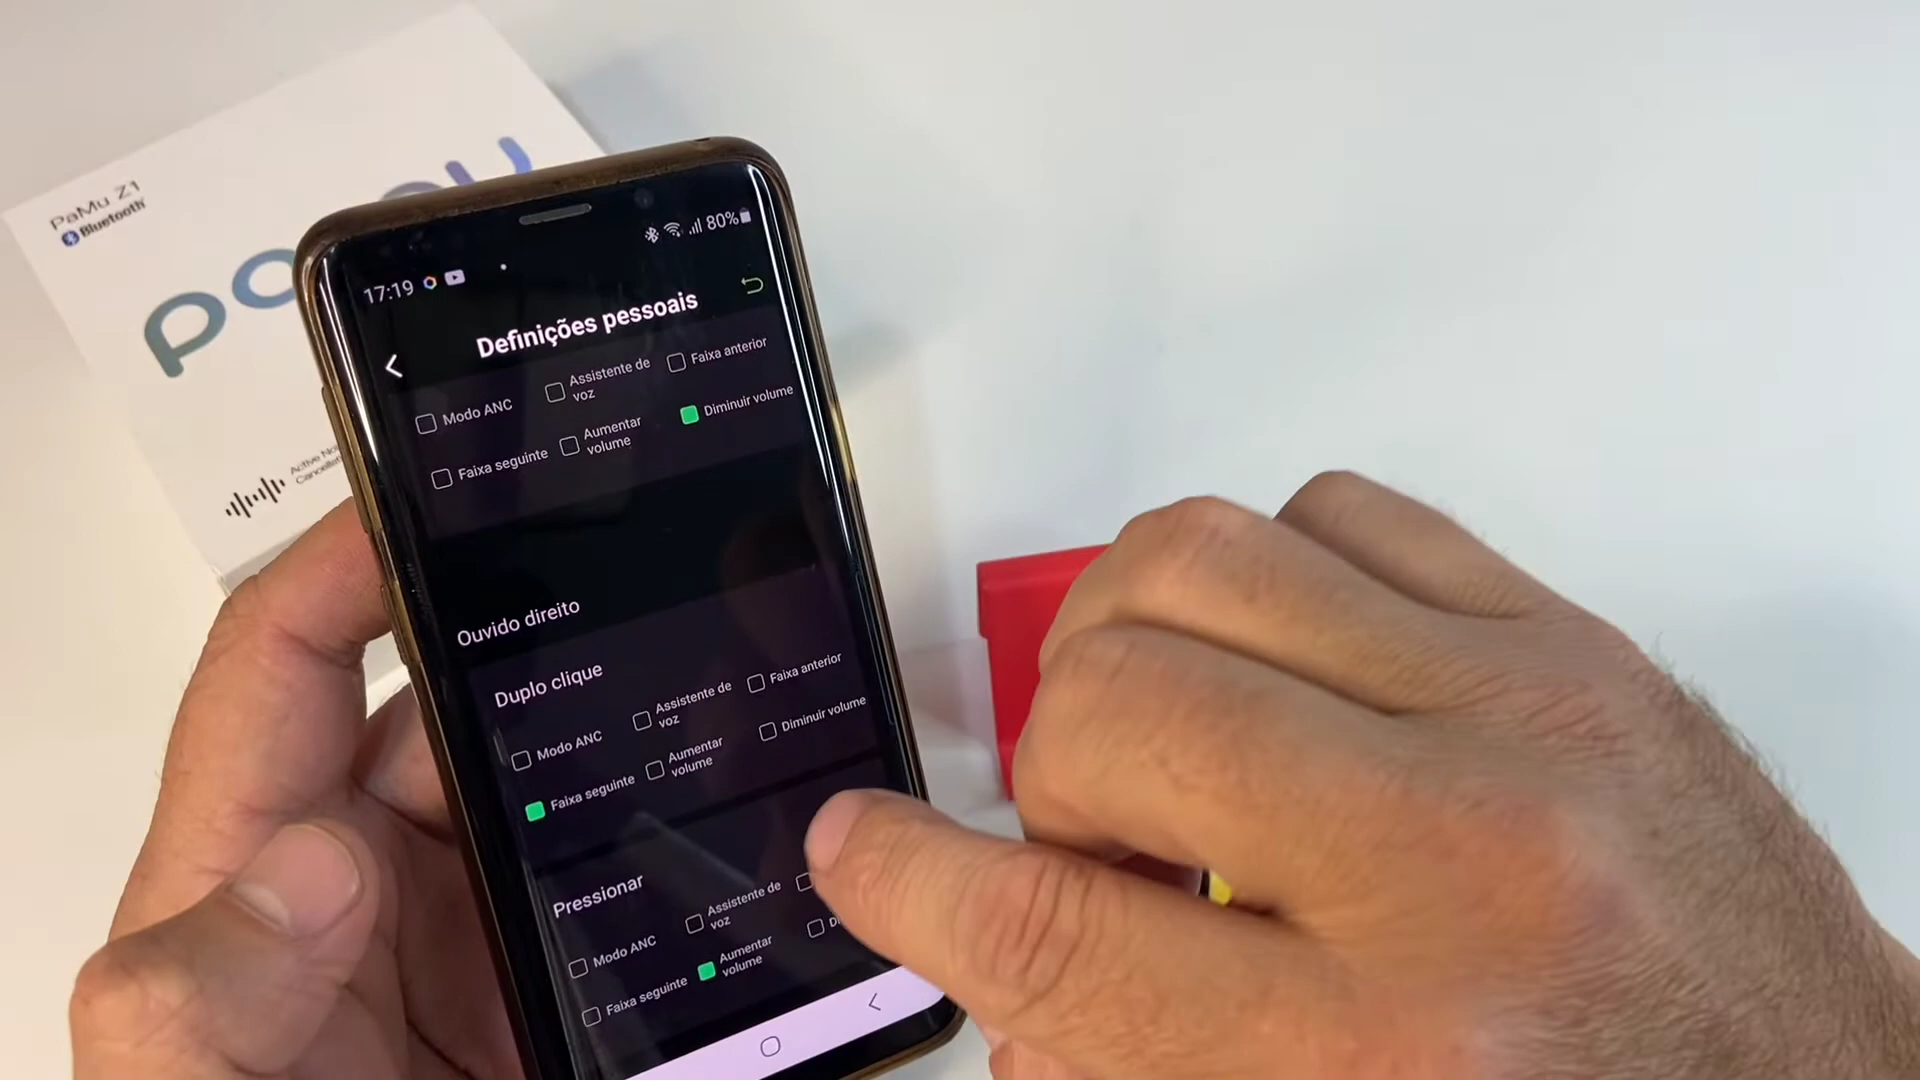 PaMu Z1
Bluetooth
Active
17:19
80%
Definições pessoais
Modo ANC
Assistente de
voz
Faixa anterior
Faixa seguinte
Aumentar
volume
Diminuir volume
Ouvido direito
Duplo clique
Modo ANC
Assistente de
voz
Faixa anterior
Faixa seguinte
Aumentar
volume
Diminuir volume
Pressionar
Modo ANC
Assistente de
voz
Faixa seguinte
Aumentar
volume